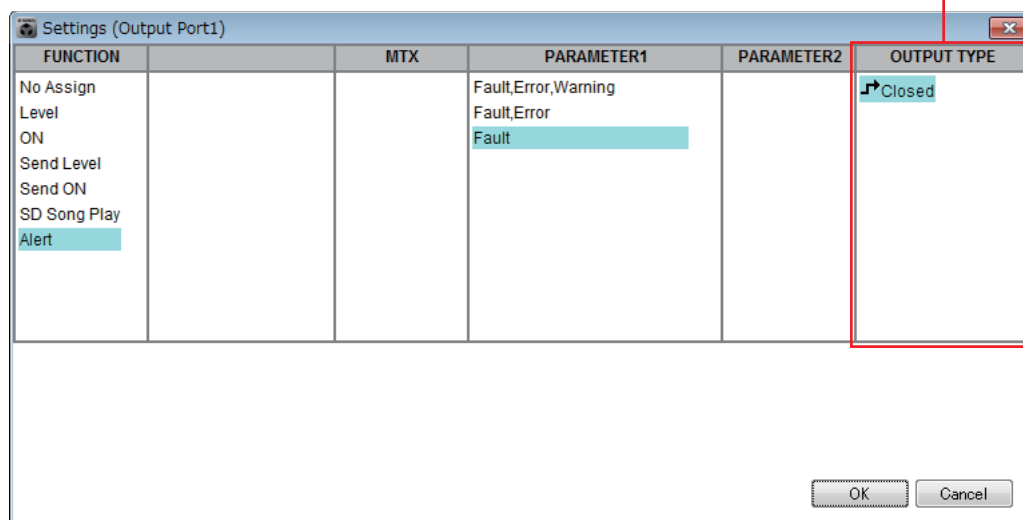 Settings (Output Port1)
FUNCTION MTX PARAMETER1 PARAMETER2 OUTPUT TYPE
No Assign Fault,Error,Warning Closed
Level Fault,Error
ON Fault
Send Level
Send ON
SD Song Play
Alert
OK Cancel